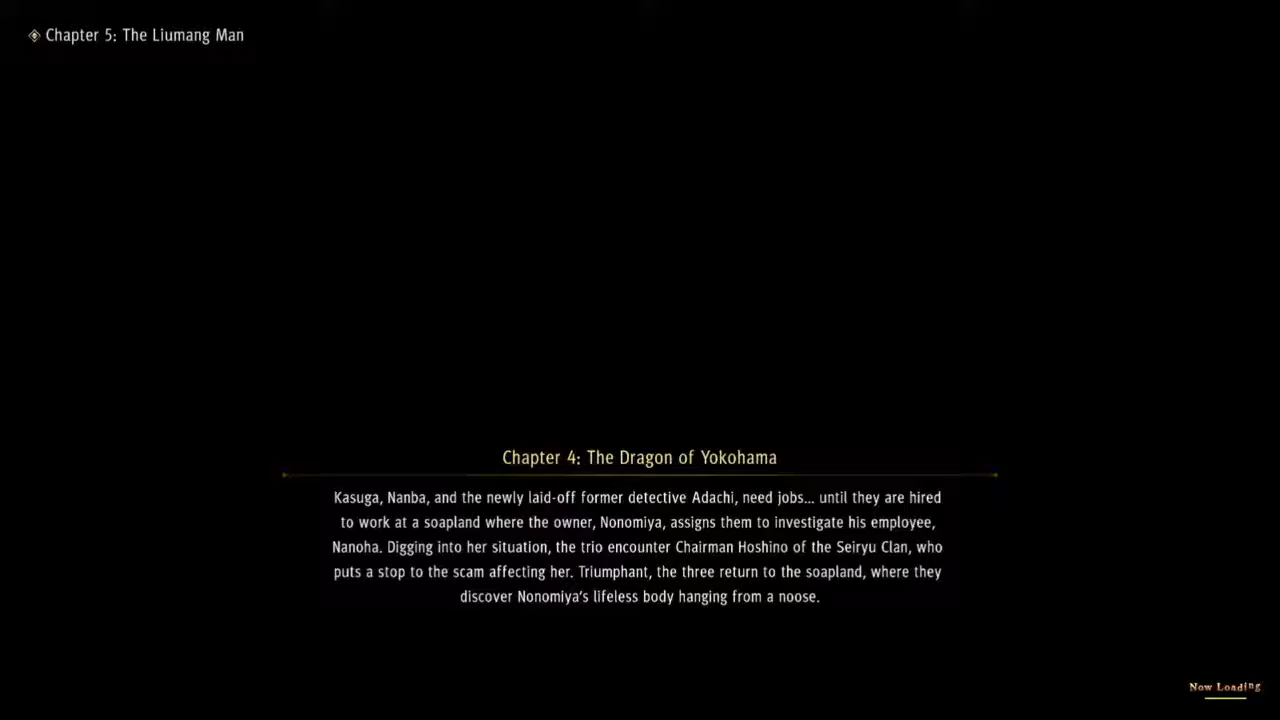 Chapter 5: The Liumang Man
Chapter 4: The Dragon of Yokohama
Kasuga, Nanba, and the newly laid-off former detective Adachi, need jobs... until they are hired
to work at a soapland where the owner, Nonomiya, assigns them to investigate his employee,
Nanoha. Digging into her situation, the trio encounter Chairman Hoshino of the Seiryu Clan, who
puts a stop to the scam affecting her. Triumphant, the three return to the soapland, where they
discover Nonomiya's lifeless body hanging from a noose.
Now Loading